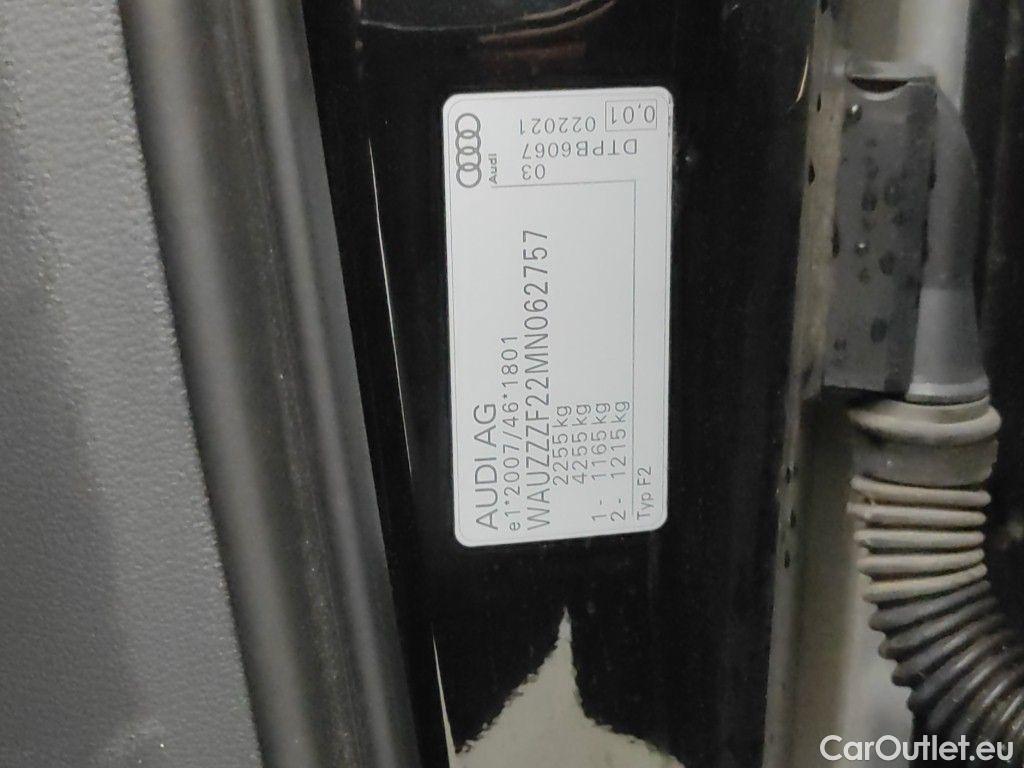 AUDI AG
e1*2007/46*1801
WAUZZZF22MN062757
2255kg
4255kg
1- 1165kg
2- 1215kg
Typ F2
Audi
03
DTPB6067
022021
0,01
CarOutlet.eu